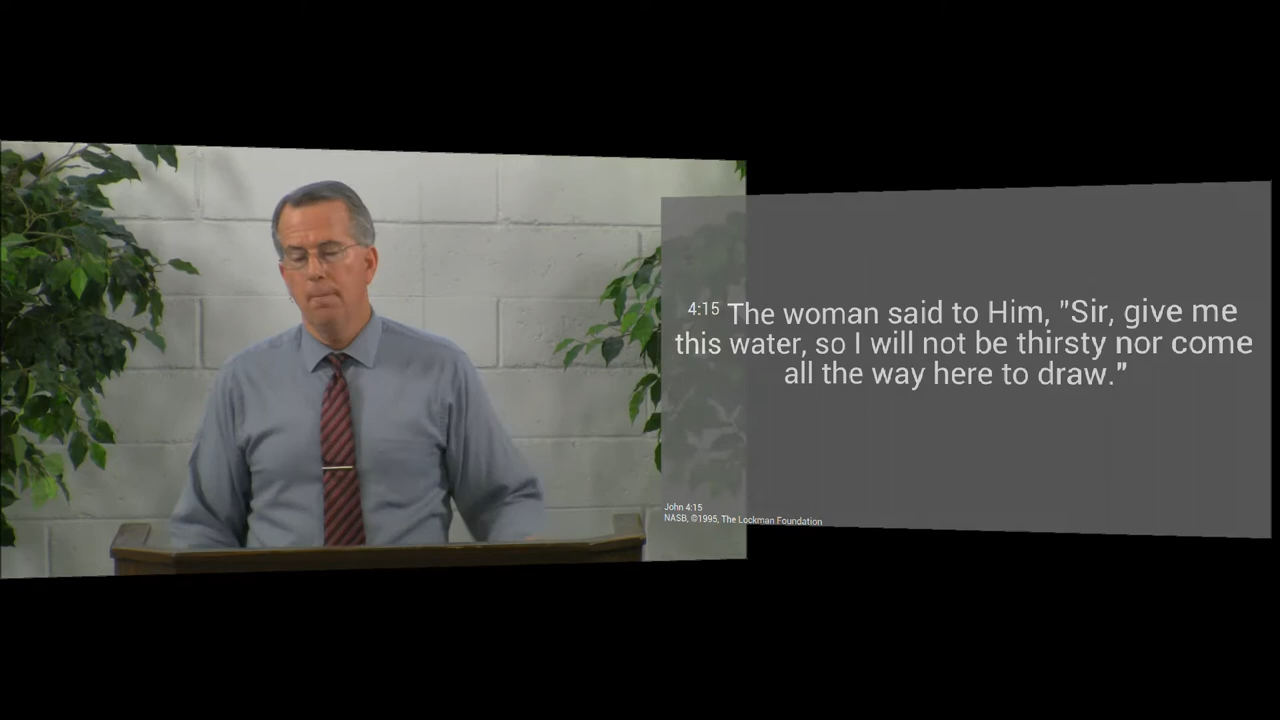 4:15 The woman said to Him, "Sir, give me
this water, so I will not be thirsty nor come
all the way here to draw."
John 4:15
NASB, ©1995, The Lockman Foundation